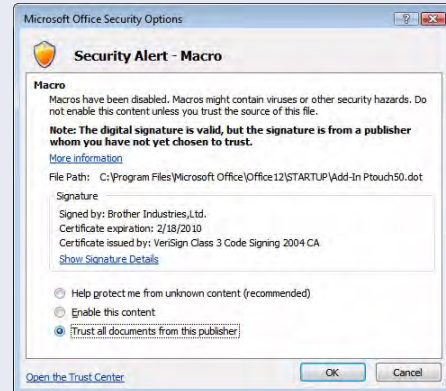 Microsoft Office Security Options
Security Alert - Macro
Macro
Macros have been disabled. Macros might contain viruses or other security hazards. Do
not enable this content unless you trust the source of this file.
Note: The digital signature is valid, but the signature is from a publisher
whom you have not yet chosen to trust.
More information
File Path: C:\Program Files\Microsoft Office\Office12\STARTUP\Add-In Ptouch50.dot
Signature
Signed by: Brother Industries,Ltd.
Certificate expiration: 2/18/2010
Certificate issued by: VeriSign Class 3 Code Signing 2004 CA
Show Signature Details
Help protect me from unknown content (recommended)
Enable this content
Trust all documents from this publisher
Open the Trust Center
OK
Cancel